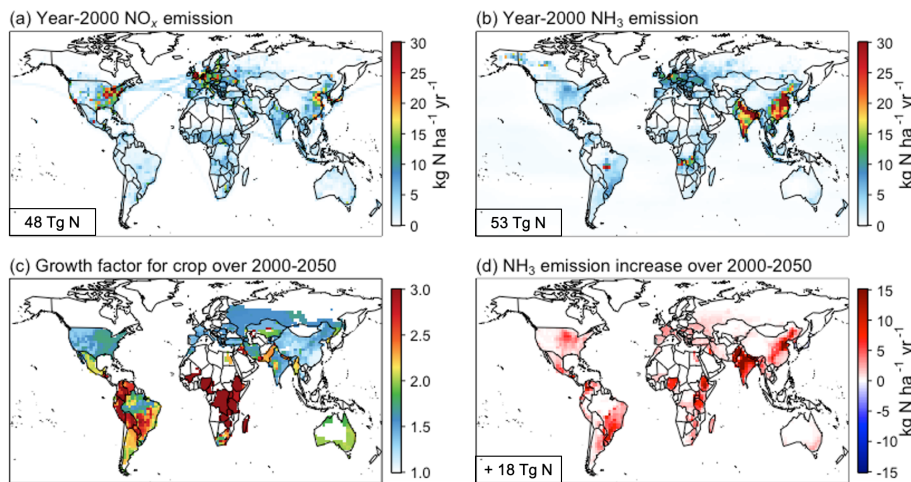 (a) Year-2000 NOₓ emission
30
25
20
15
10
5
0
kg N ha⁻¹ yr⁻¹
48 Tg N
(b) Year-2000 NH₃ emission
30
25
20
15
10
5
0
kg N ha⁻¹ yr⁻¹
53 Tg N
(c) Growth factor for crop over 2000-2050
3.0
2.5
2.0
1.5
1.0
(d) NH₃ emission increase over 2000-2050
15
10
5
0
-5
-10
-15
kg N ha⁻¹ yr⁻¹
+ 18 Tg N